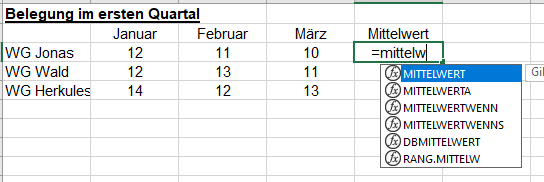 Belegung im ersten Quartal
Januar Februar März Mittelwert
WG Jonas 12 11 10 =mittelw
WG Wald 12 13 11
WG Herkules 14 12 13
MITTELWERT
MITTELWERTA
MITTELWERTWENN
MITTELWERTWENNS
DBMITTELWERT
RANG.MITTELW